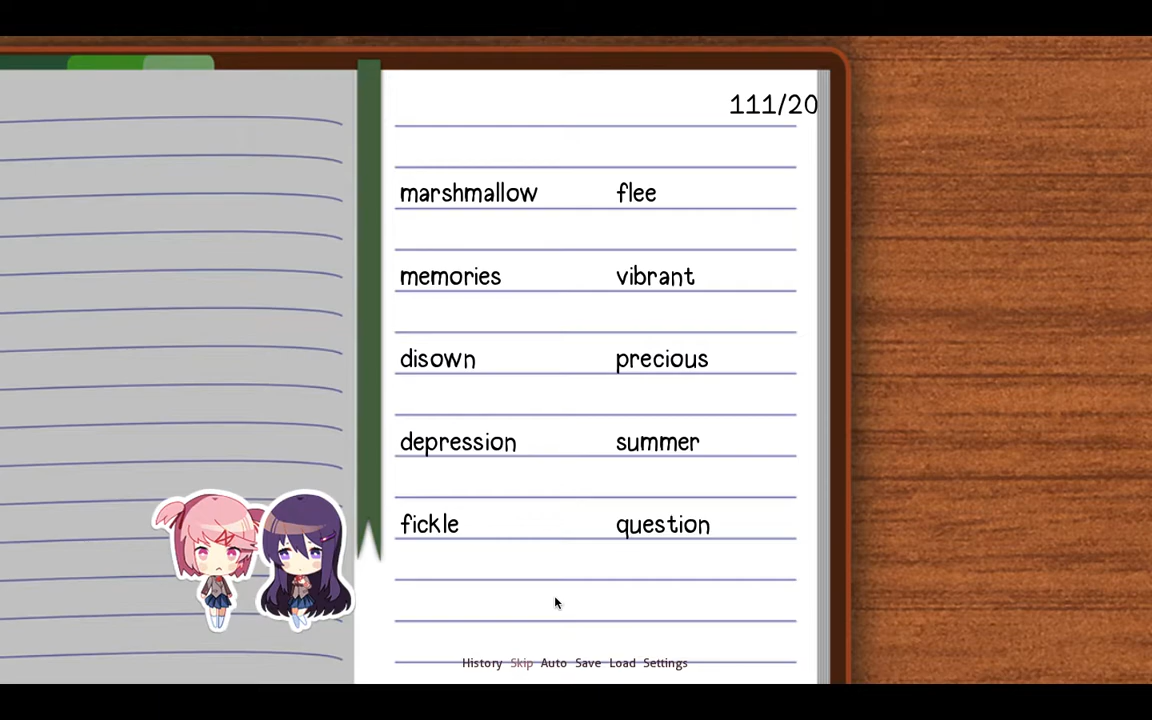 111/20
marshmallow flee
memories vibrant
disown precious
depression summer
fickle question
History Skip Auto Save Load Settings